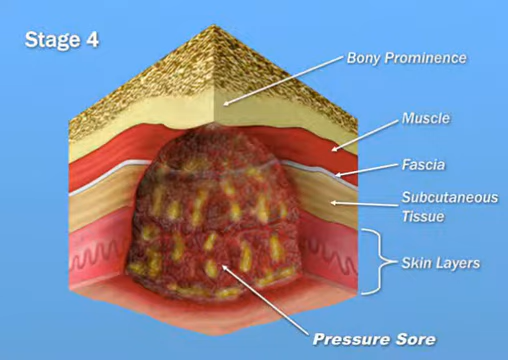 Stage 4
Bony Prominence
Muscle
Fascia
Subcutaneous
Tissue
Skin Layers
Pressure Sore